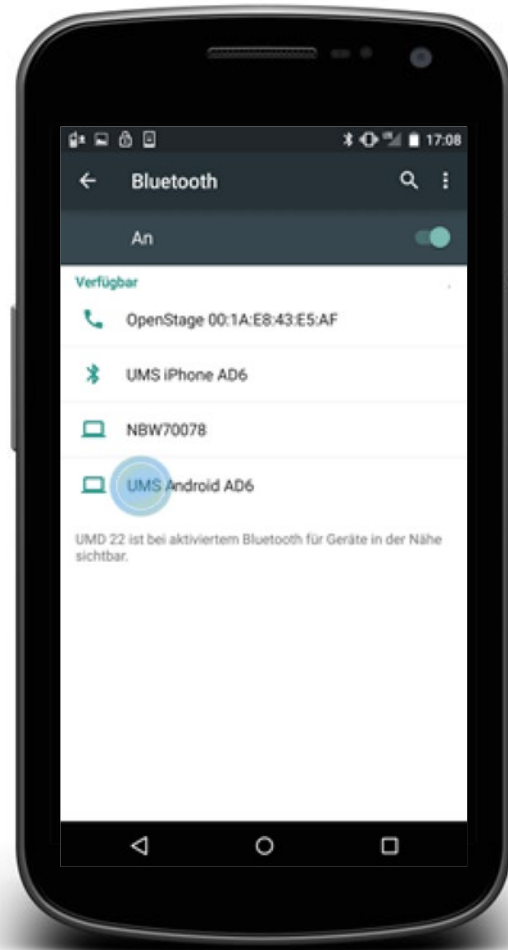 17:08
Bluetooth
An
Verfügbar
OpenStage 00:1A:E8:43:E5:AF
UMS iPhone AD6
NBW70078
UMS Android AD6
UMD 22 ist bei aktiviertem Bluetooth für Geräte in der Nähe
sichtbar.